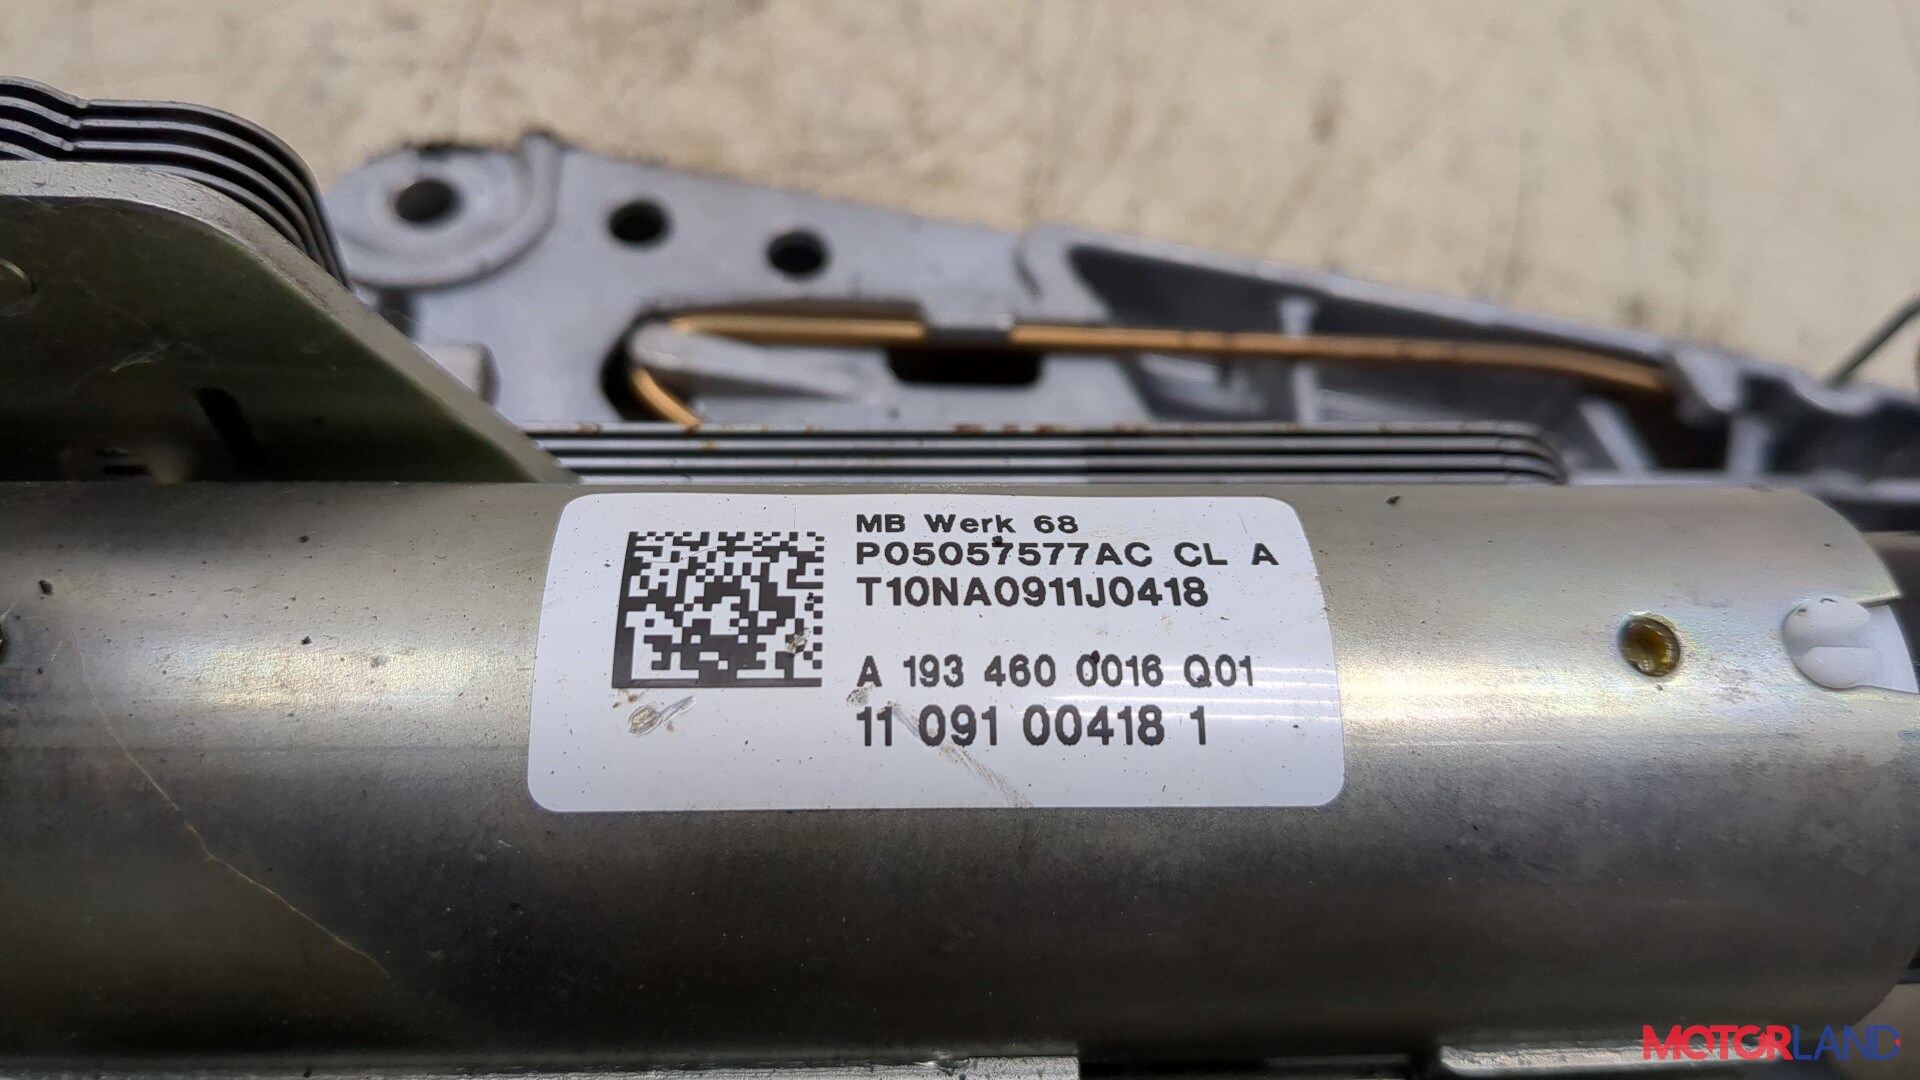 MB Werk 68
P05057577AC CL A
T10NA0911J0418
A 193 460 0016 Q01
11 091 00418 1
MOTORLAND